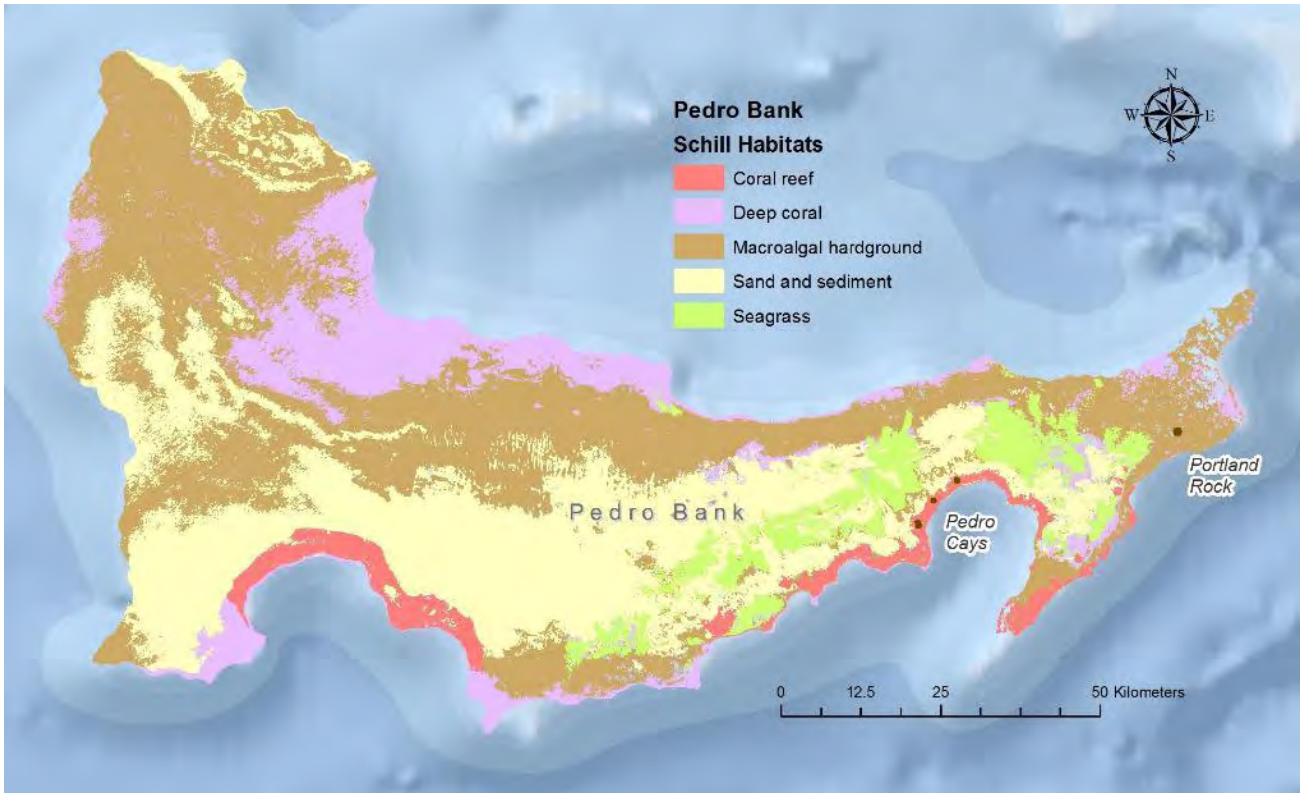 Pedro Bank
Schill Habitats
Coral reef
Deep coral
Macroalgal hardground
Sand and sediment
Seagrass
N
W E
S
Portland
Rock
Pedro Bank
Pedro
Cays
0 12.5 25 50 Kilometers